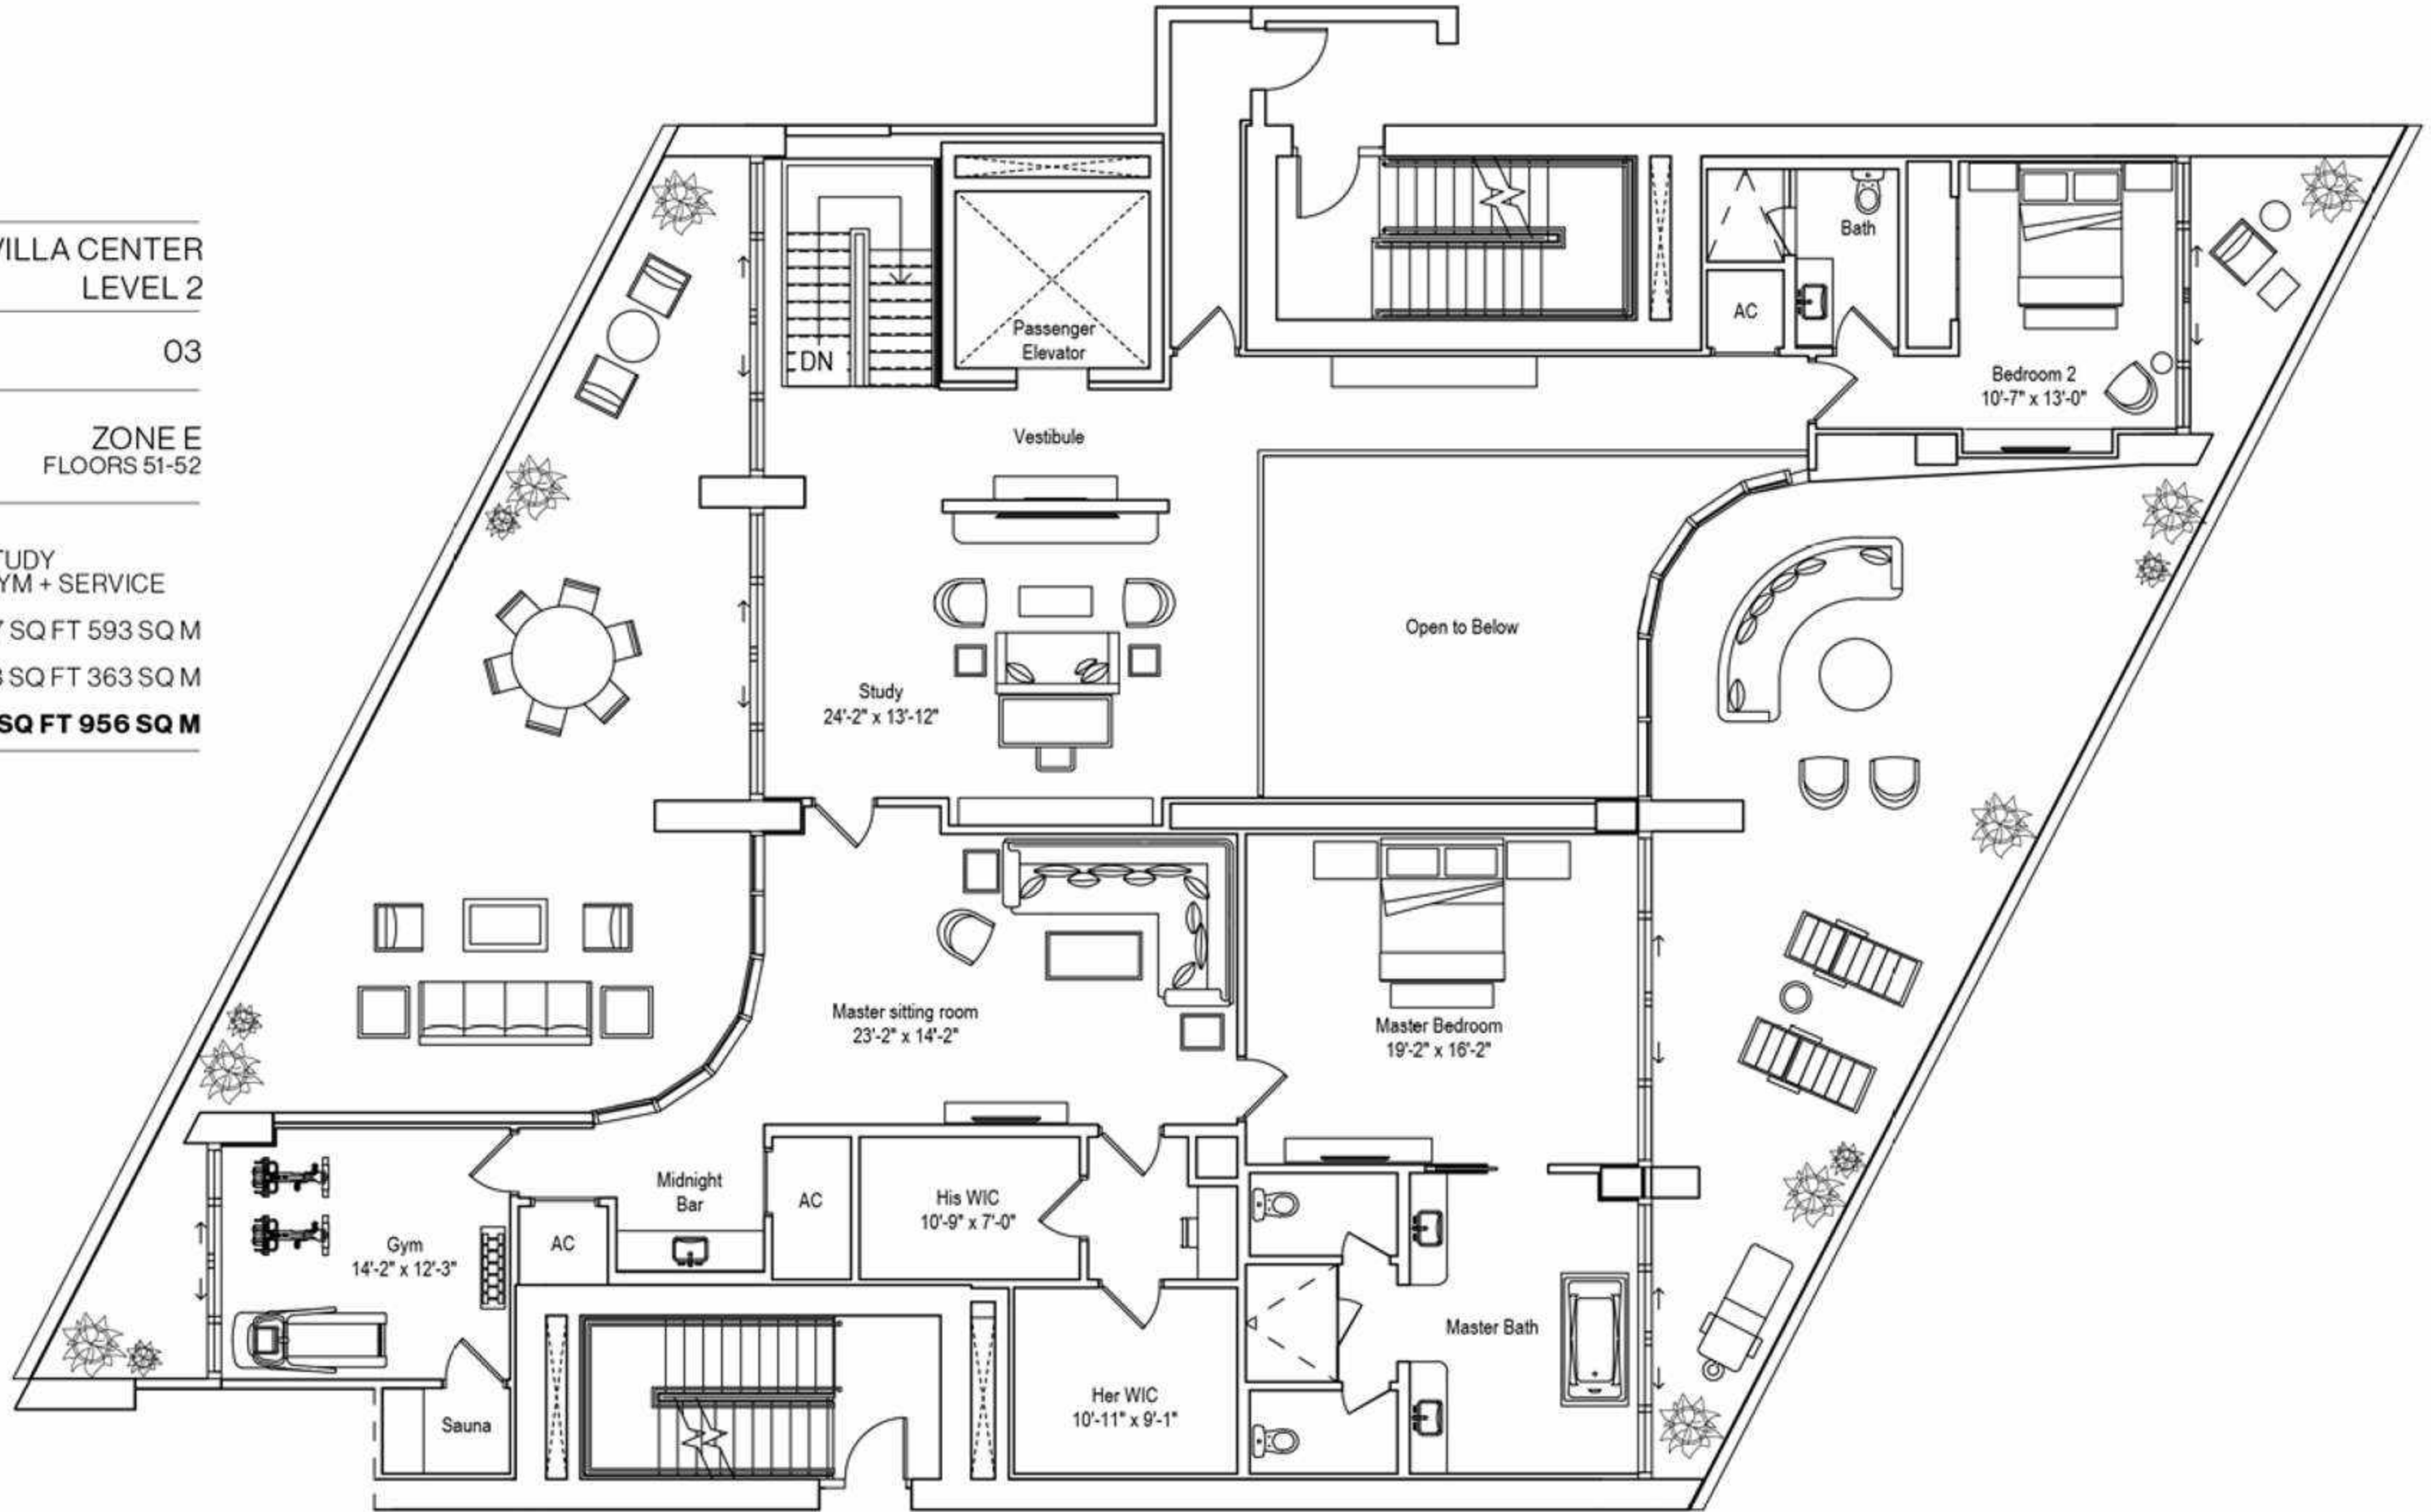 VILLA CENTER
LEVEL 2
03
ZONE E
FLOORS 51-52
SQ FT 593 SQ M
SQ FT 363 SQ M
SQ FT 956 SQ M
+ SERVICE
DN
Passenger
Elevator
Vestibule
Bath
AC
Bedroom 2
10'-7" x 13'-0"
Study
24'-2" x 13'-12"
Open to Below
Master sitting room
23'-2" x 14'-2"
Master Bedroom
19'-2" x 16'-2"
Midnight
Bar
AC
His WIC
10'-9" x 7'-0"
Gym
14'-2" x 12'-3"
AC
Master Bath
Her WIC
10'-11" x 9'-1"
Sauna